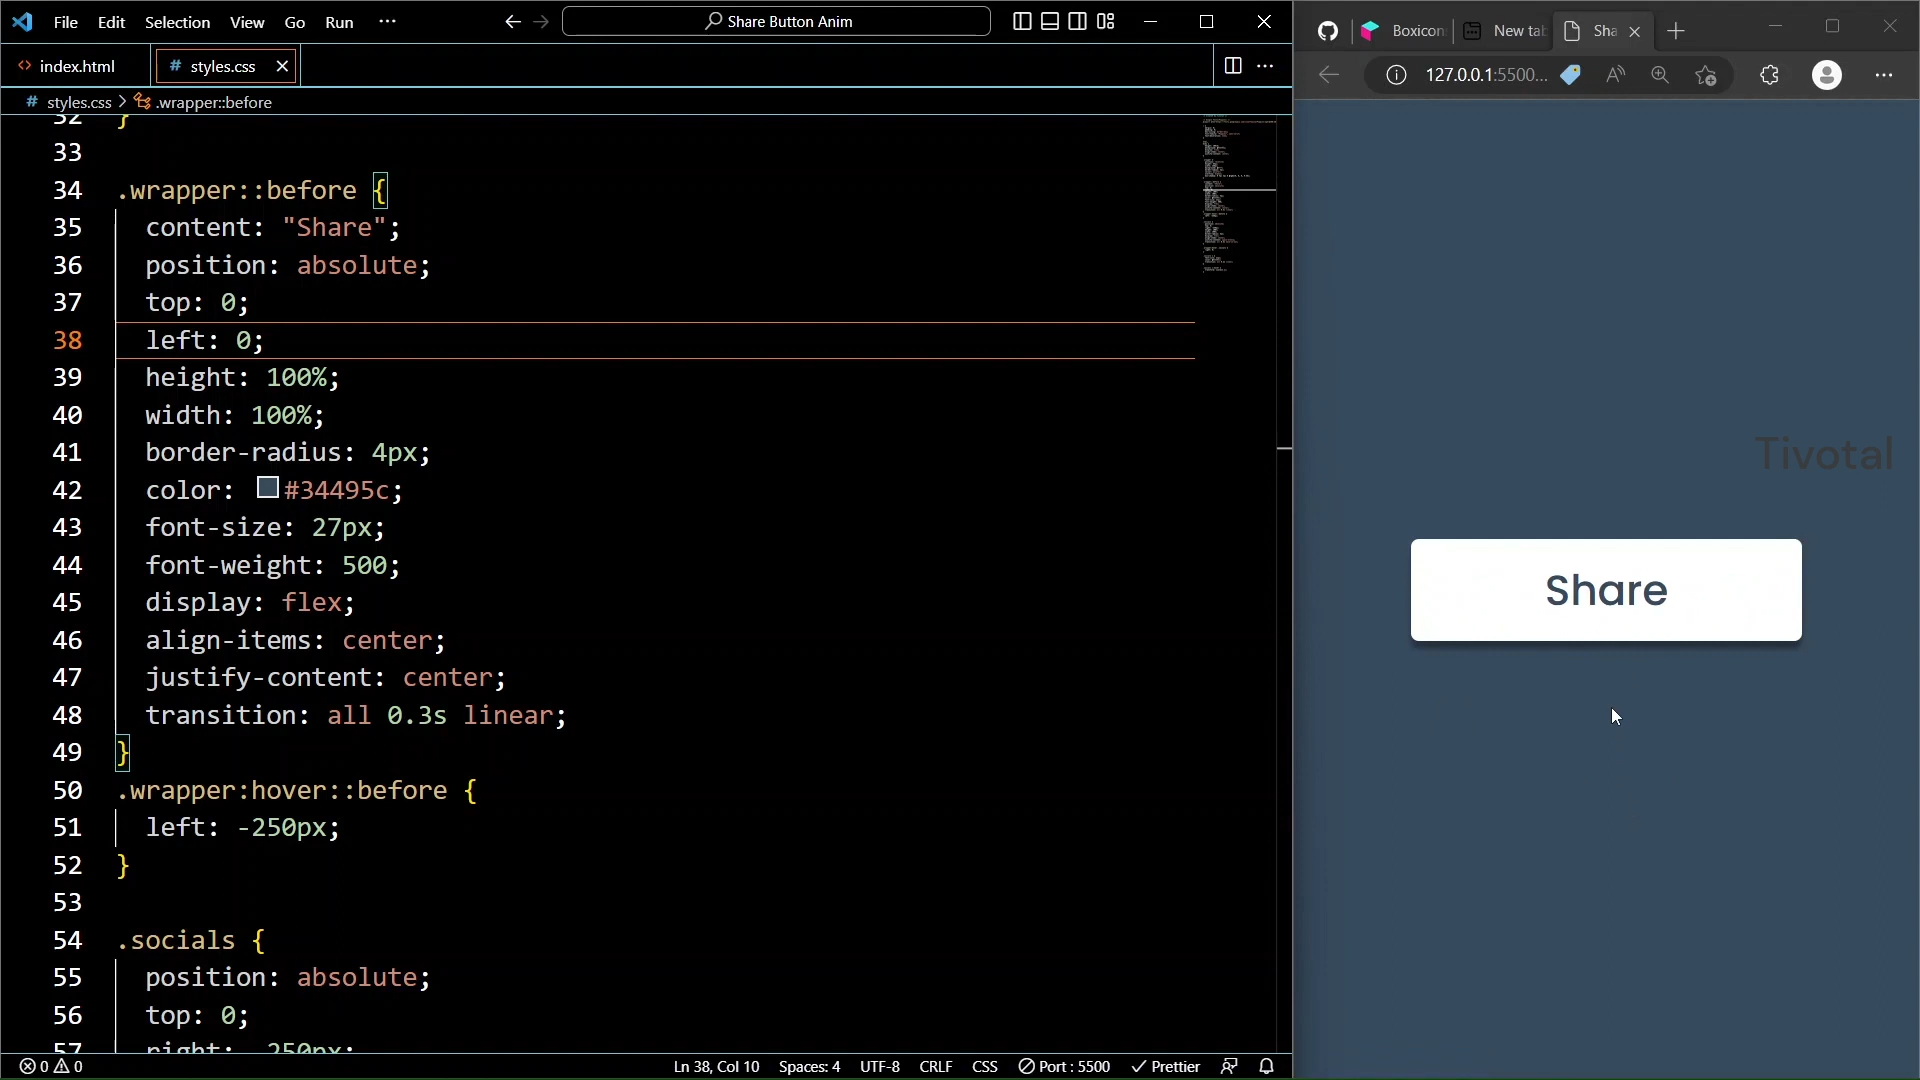 File Edit Selection View Go Run ··· Share Button Anim
index.html # styles.css
# styles.css > .wrapper::before
32 }
33
34 .wrapper::before {
35 content: "Share";
36 position: absolute;
37 top: 0;
38 left: 0;
39 height: 100%;
40 width: 100%;
41 border-radius: 4px;
42 color: #34495c;
43 font-size: 27px;
44 font-weight: 500;
45 display: flex;
46 align-items: center;
47 justify-content: center;
48 transition: all 0.3s linear;
49 }
50 .wrapper:hover::before {
51 left: -250px;
52 }
53
54 .socials {
55 position: absolute;
56 top: 0;
57 right: -250px;
0 0 Ln 38, Col 10 Spaces: 4 UTF-8 CRLF CSS Port : 5500 Prettier
Boxicon New tab Sha
127.0.0.1:5500...
Tivotal
Share